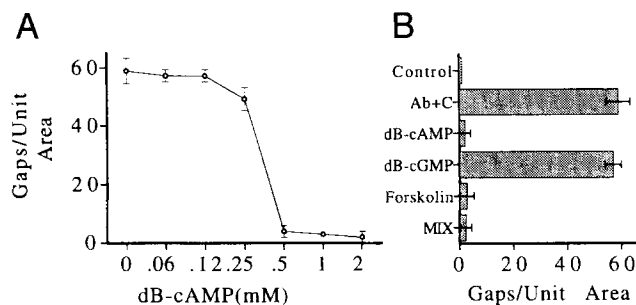 A
Gaps/Unit
Area
60
40
20
0
0 .06 .12 .25 .5 1 2
dB-cAMP(mM)
B
Control
Ab+C
dB-cAMP
dB-cGMP
Forskolin
MIX
0 20 40 60
Gaps/Unit Area